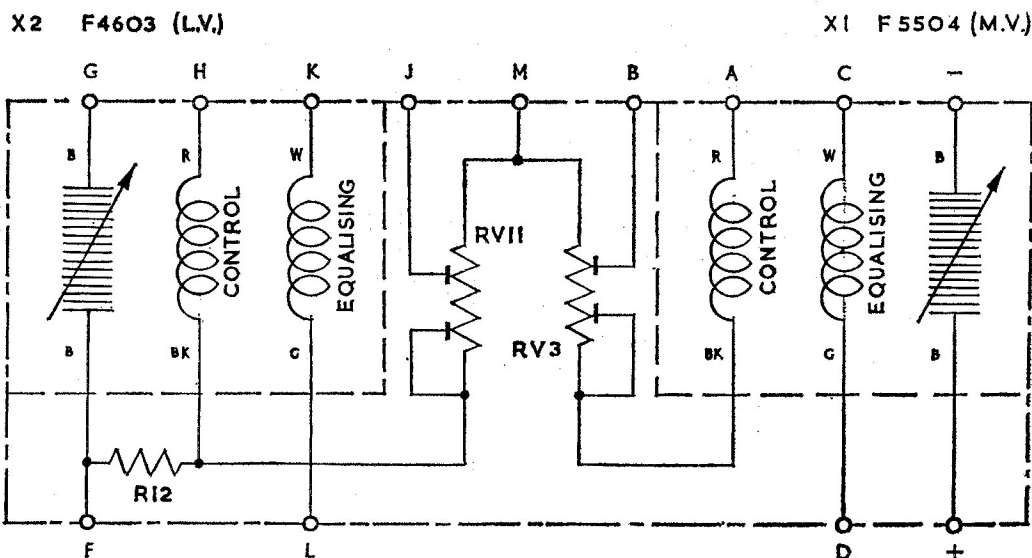 X2 F4603 (L.V.)
X1 F5504 (M.V.)
G H K J M B A C −
B R W R W B
CONTROL
EQUALISING
RV11
RV3
CONTROL
EQUALISING
B BK G BK G B
R12
F L D +